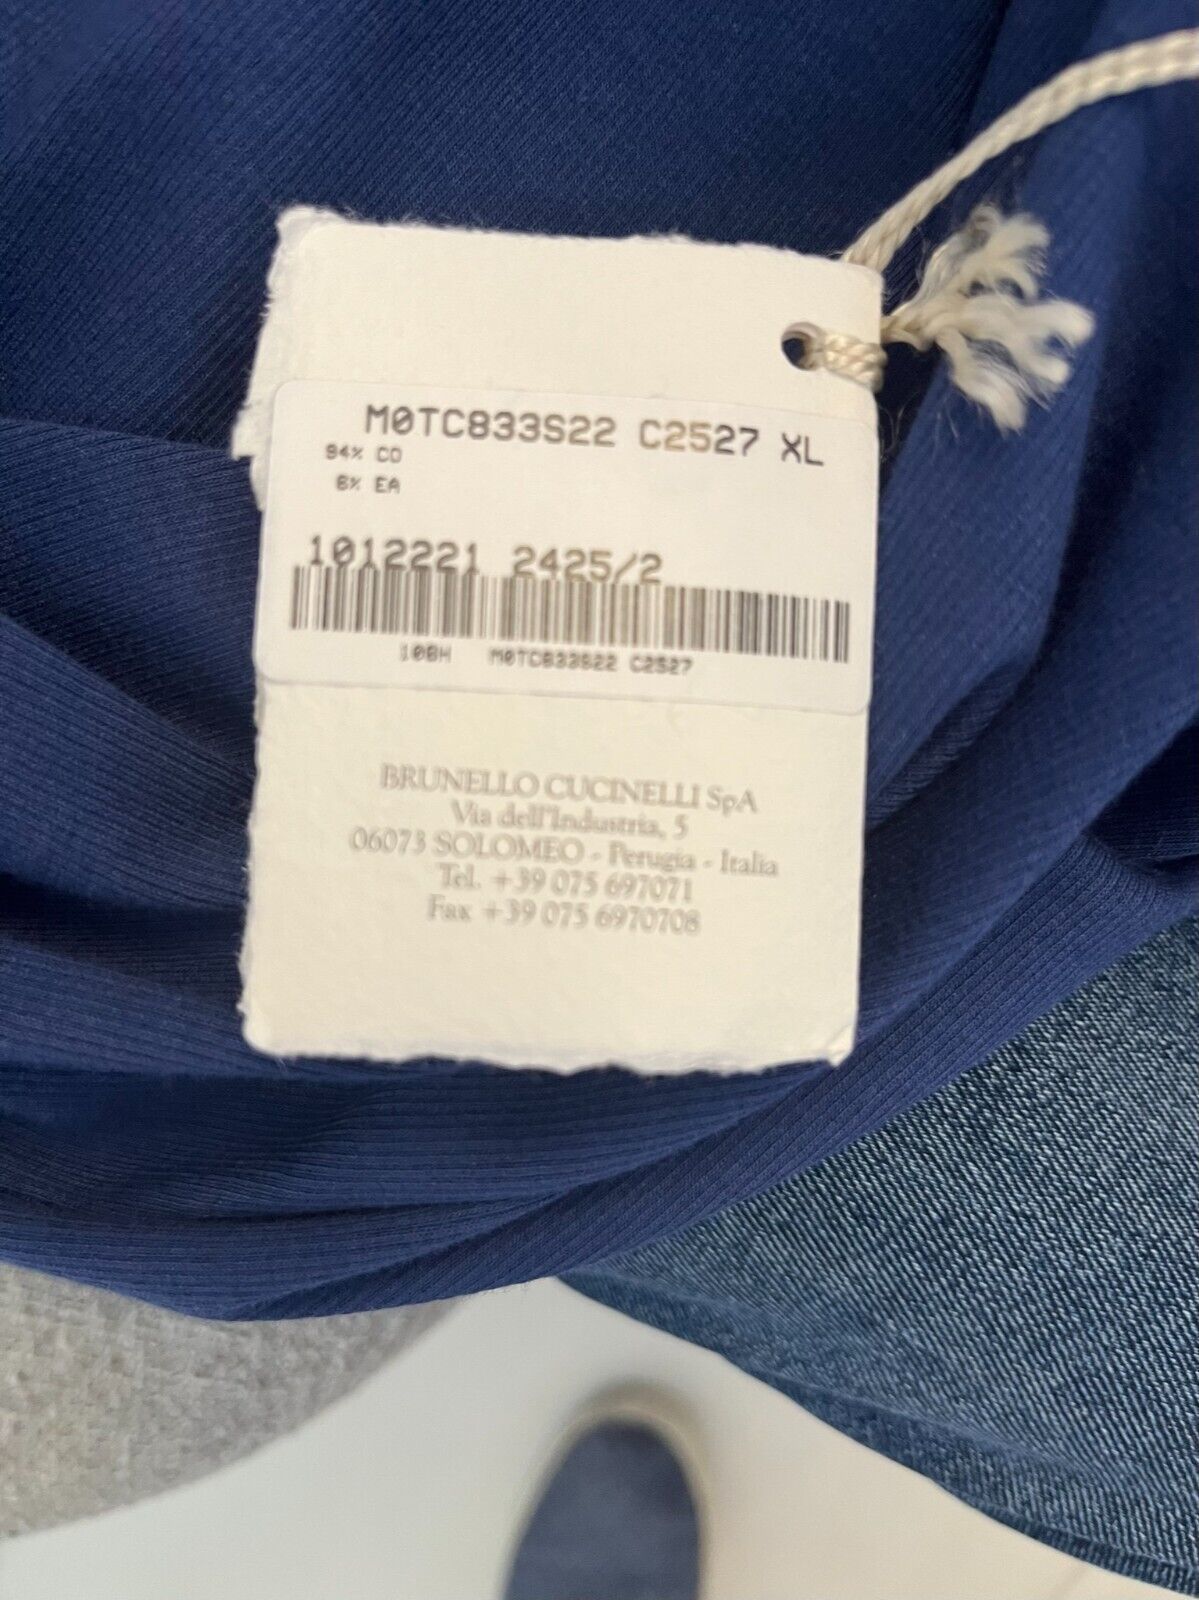 M0TC833S22 C2527 XL
94% CO
6% EA
1012221 2425/2
108H M0TC833S22 C2527
BRUNELLO CUCINELLI SpA
Via dell'Industria, 5
06073 SOLOMEO - Perugia - Italia
Tel. +39 075 697071
Fax +39 075 6970708